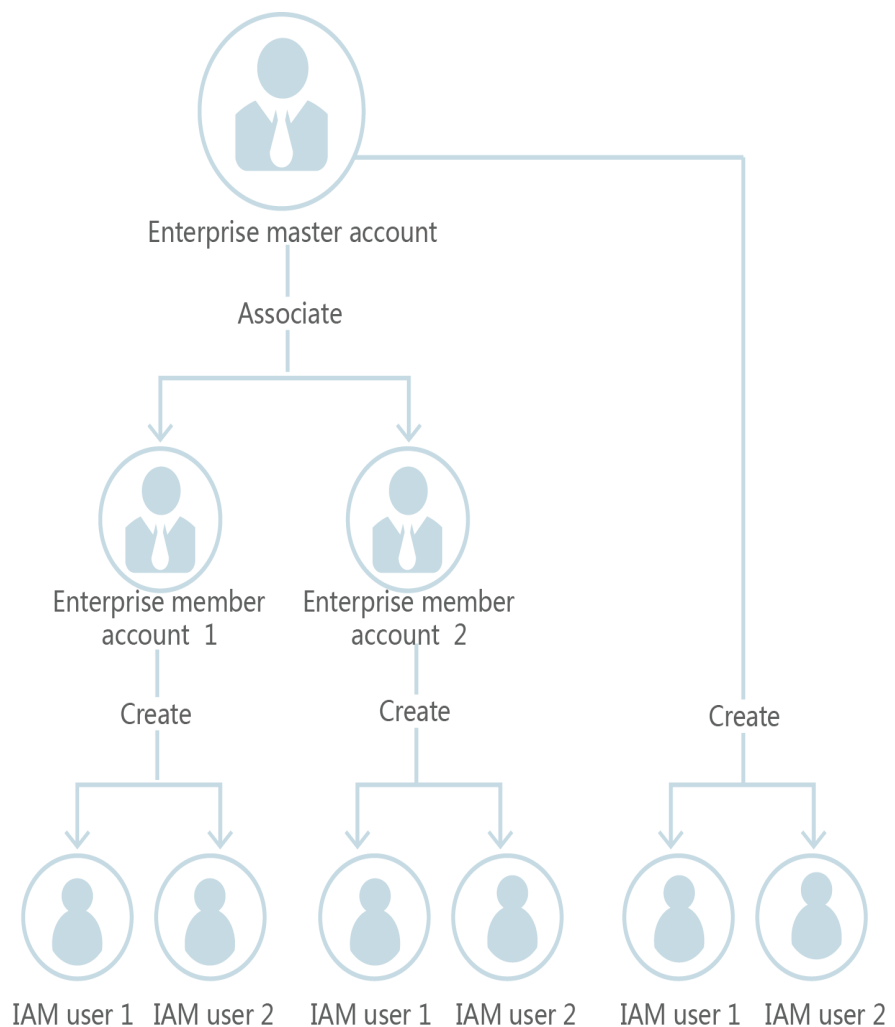 Enterprise master account
Associate
Enterprise member
account 1
Enterprise member
account 2
Create
Create
Create
IAM user 1
IAM user 2
IAM user 1
IAM user 2
IAM user 1
IAM user 2